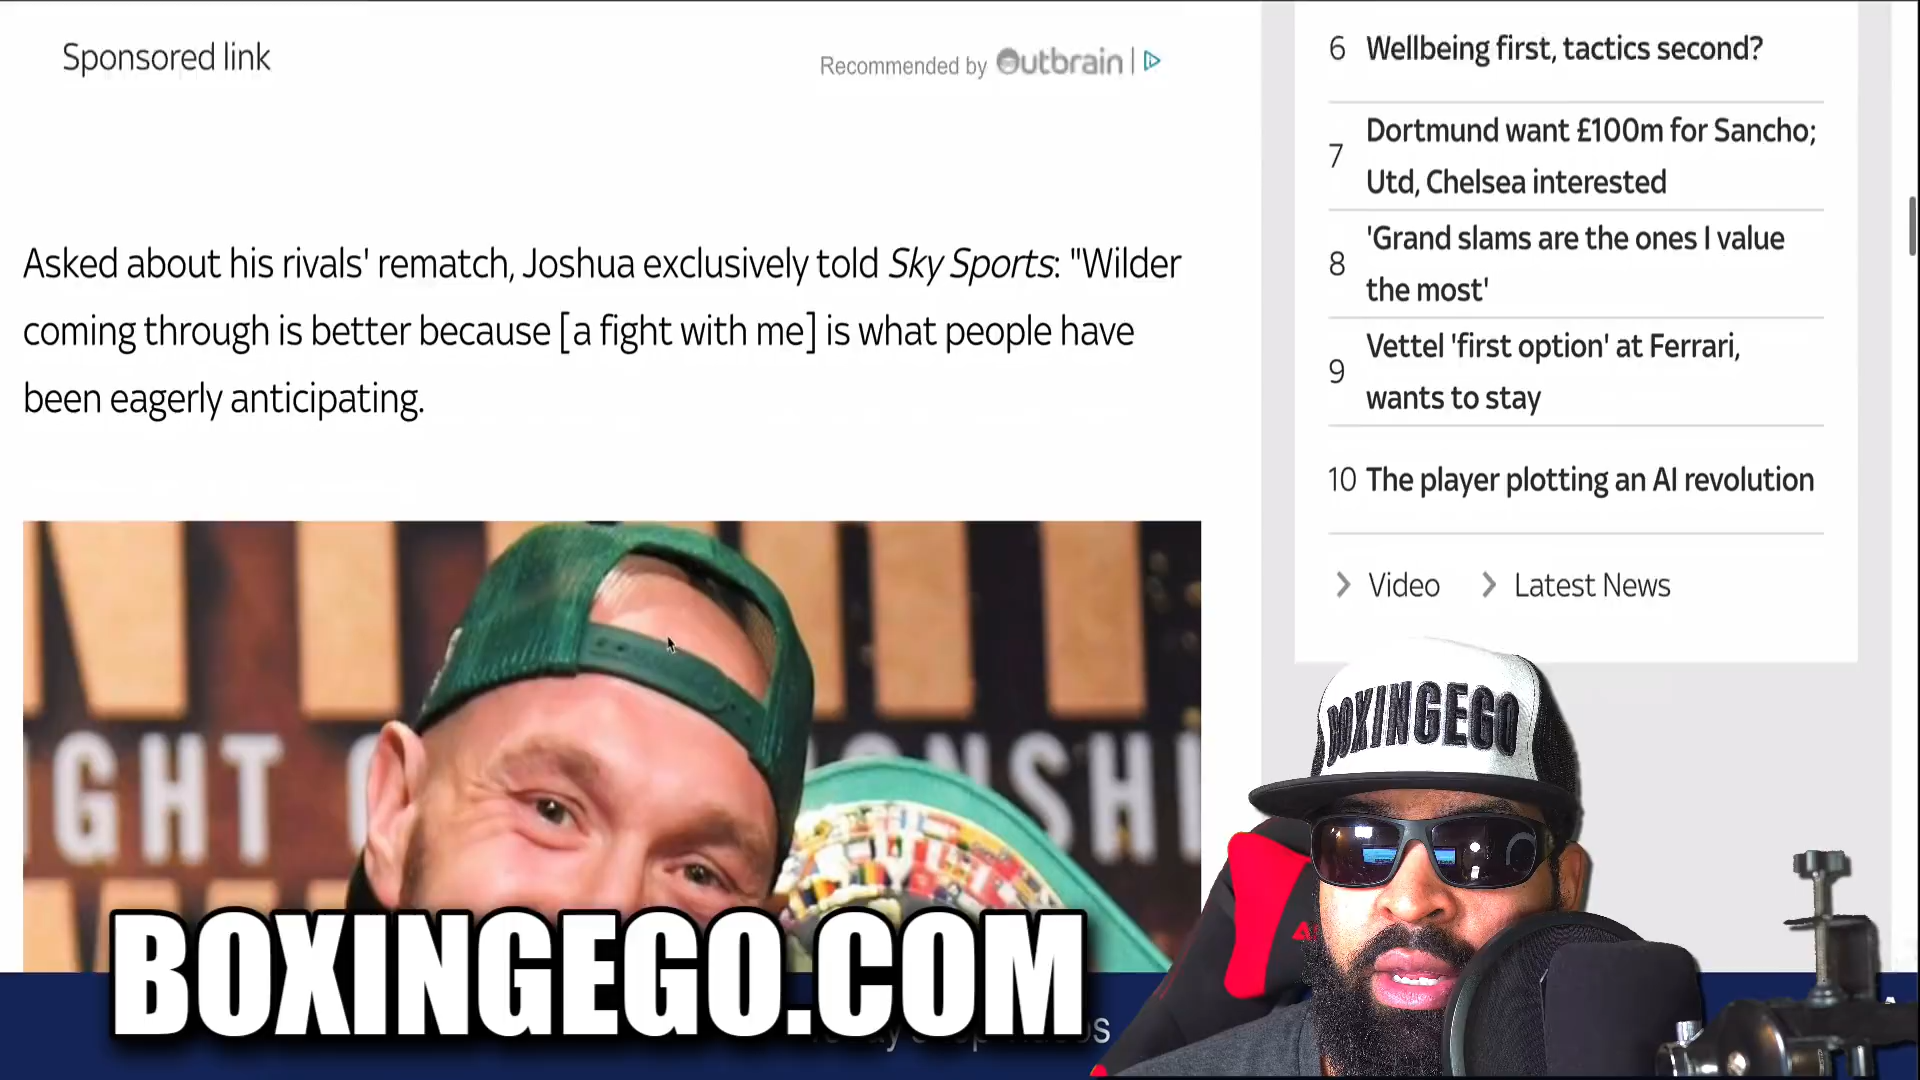 Sponsored link
Recommended by Outbrain
Asked about his rivals' rematch, Joshua exclusively told Sky Sports: "Wilder
coming through is better because [a fight with me] is what people have
been eagerly anticipating.
6 Wellbeing first, tactics second?
7 Dortmund want £100m for Sancho;
Utd, Chelsea interested
8 'Grand slams are the ones I value
the most'
9 Vettel 'first option' at Ferrari,
wants to stay
10 The player plotting an AI revolution
Video
Latest News
BOXINGEGO
BOXINGEGO.COM